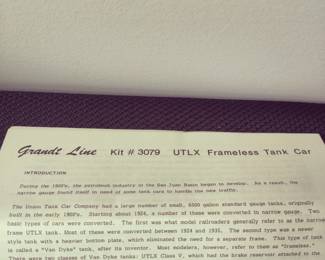 Grandt Line Kit # 3079 UTLX Frameless Tank Car
INTRODUCTION
During the 1920's, the petroleum industry in the San Juan Basin began to develop. As a result, the
narrow gauge found itself in need of some tank cars to handle the new traffic.
The Union Tank Car Company had a large number of small, 6500 gallon standard gauge tanks, originally
built in the early 1900's. Starting about 1924, a number of these were converted to narrow gauge. Two
basic types of cars were converted. The first was what model railroaders generally refer to as the narrow
frame UTLX tank. Most of these were converted between 1924 and 1935. The second type was a newer
style tank with a heavier bottom plate, which eliminated the need for a separate frame. This type of tank
is called a "Van Dyke" tank, after its inventor. Most modelers, however, refer to them as "frameless."
There were two classes of Van Dyke tanks: UTLX Class V, which had the brake reservoir attached to the